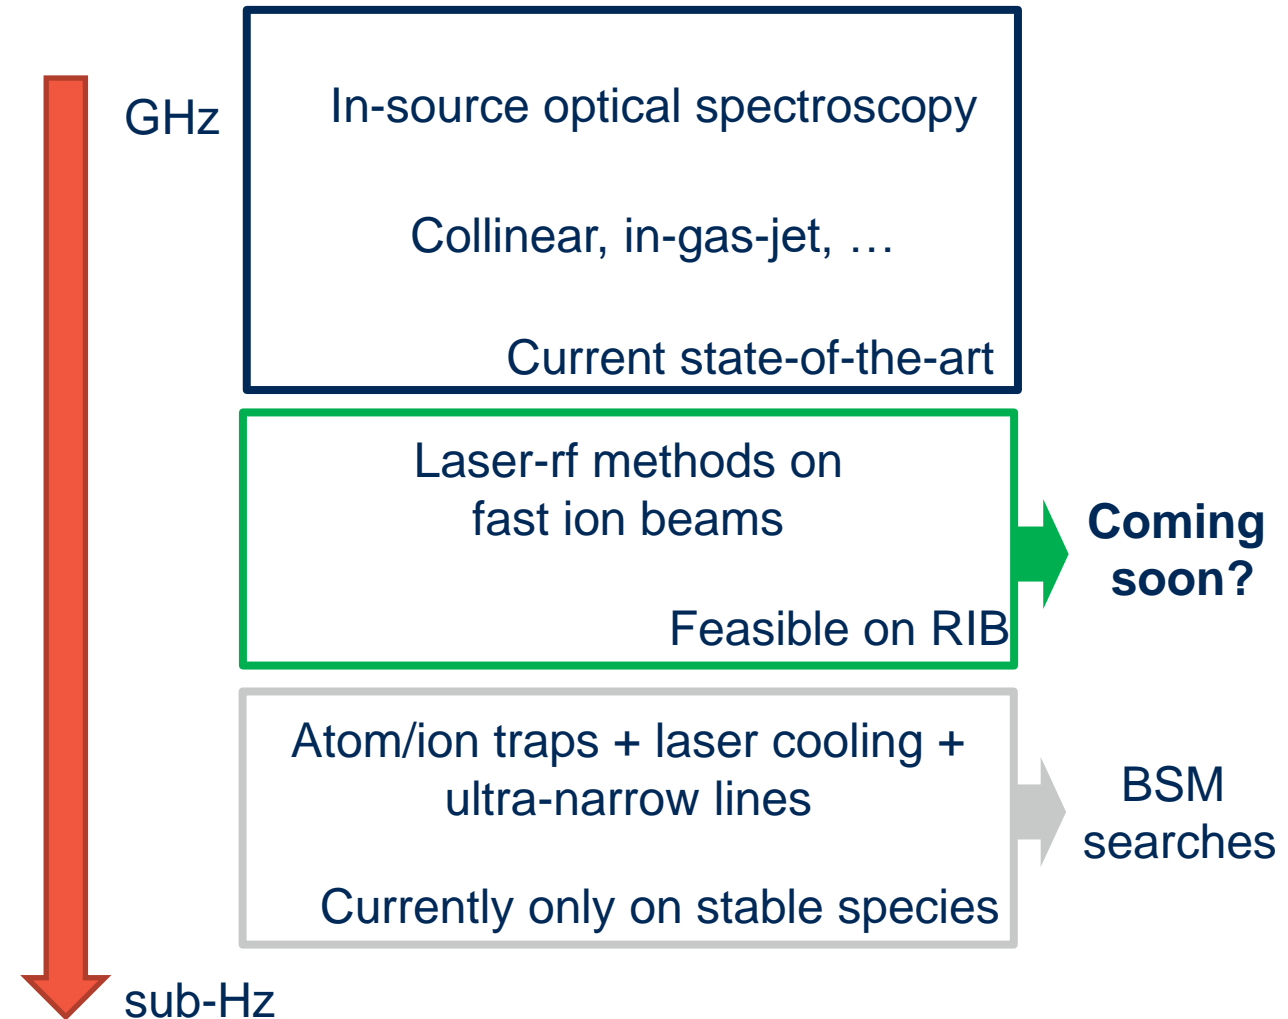 GHz
In-source optical spectroscopy
Collinear, in-gas-jet, …
Current state-of-the-art
Laser-rf methods on
fast ion beams
Feasible on RIB
Coming
soon?
Atom/ion traps + laser cooling +
ultra-narrow lines
Currently only on stable species
BSM
searches
sub-Hz